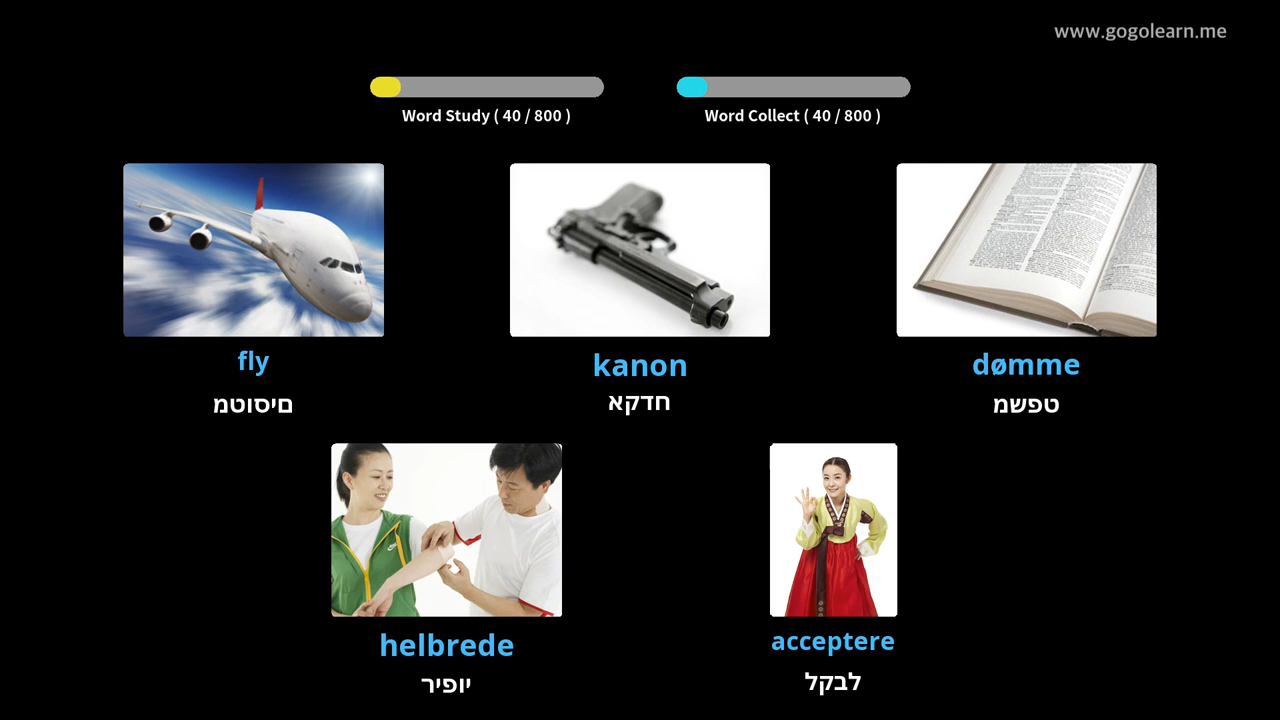 www.gogolearn.me
Word Study ( 40 / 800 )
Word Collect ( 40 / 800 )
fly
םיסוטמ
kanon
חדקא
dømme
טפשמ
helbrede
יופיר
acceptere
לבקל